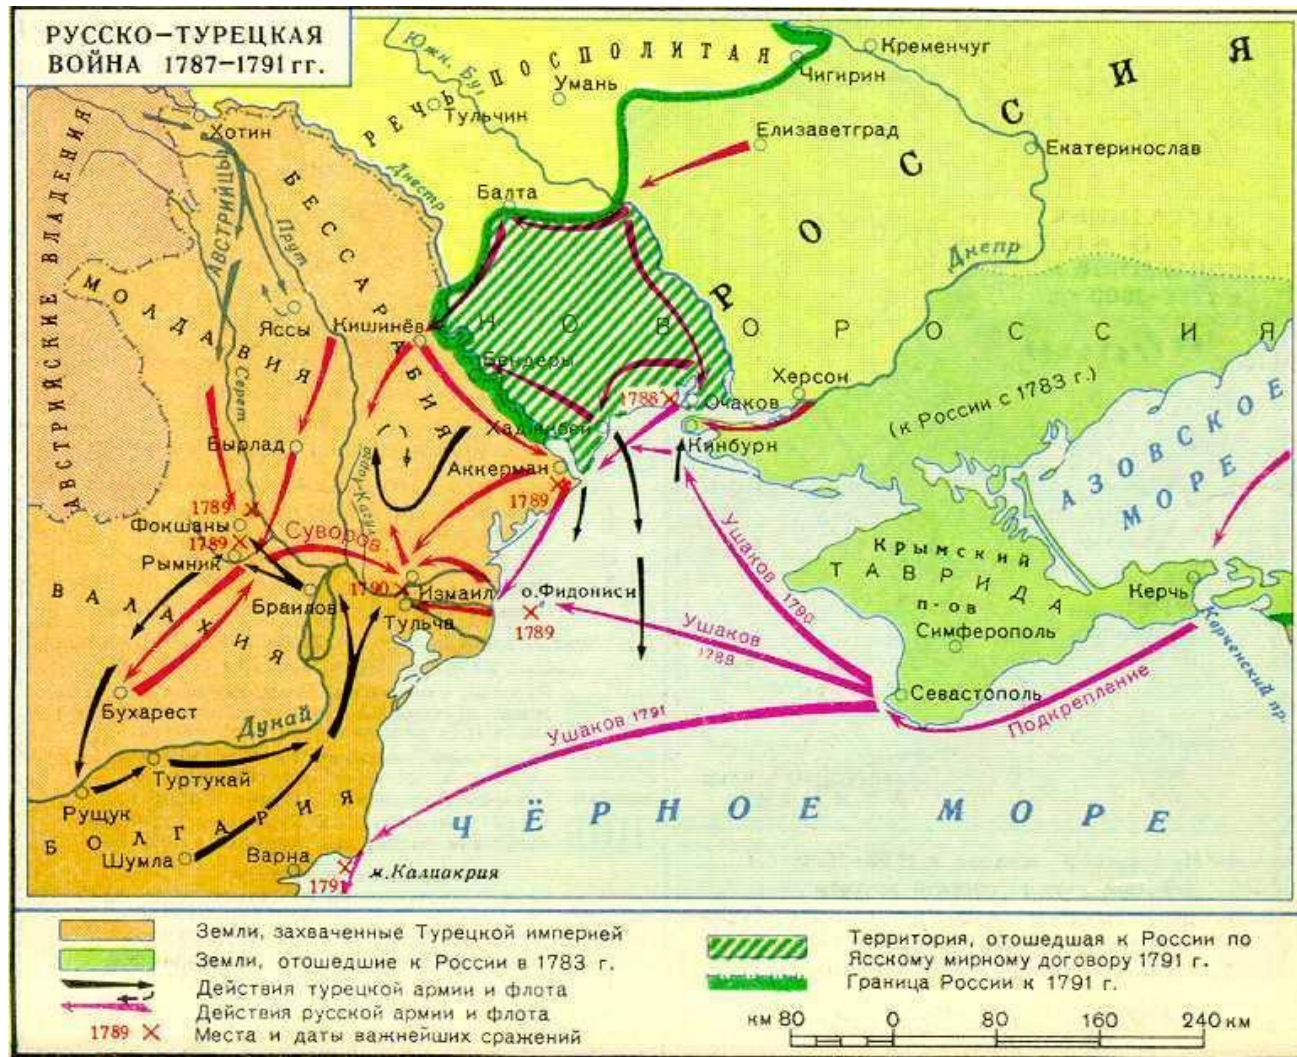 РУССКО-ТУРЕЦКАЯ
ВОЙНА 1787-1791 гг.
РЕЧЬ ПОСПОЛИТАЯ
РОССИЯ
Южн. Бу.
Кременчуг
Чигирин
Умань
Тульчин
Хотин
Елизаветград
Екатеринослав
АВСТРИЙСКИЕ ВЛАДЕНИЯ
АВСТРИЙЦЫ
БЕССАРАБИЯ
Днестр
Балта
Прут
Днепр
МОЛДАВИЯ
Яссы
Кишинёв
НОВОРОССИЯ
Бендеры
Серет
Херсон
(к России с 1783 г.)
1788
Очаков
Хаджибей
Кинбурн
Бырлад
Аккерман
1789
АЗОВСКОЕ
МОРЕ
1789
Фокшаны
1789
Рымник
Суворов
Ушаков
1790
Крымский
ТАВРИДА
п-ов
Симферополь
Керчь
Керченский пр.
1790
Измаил
о.Фидониси
1789
Браилов
Тульча
ВАЛАХИЯ
Ушаков
1788
Севастополь
Подкрепление
Бухарест
Дунай
Ушаков 1791
Туртукай
Рущук
ЧЁРНОЕ МОРЕ
БОЛГАРИЯ
Шумла
Варна
1791
м.Калиакрия
Земли, захваченные Турецкой империей
Земли, отошедшие к России в 1783 г.
Действия турецкой армии и флота
Действия русской армии и флота
1789
Места и даты важнейших сражений
Территория, отошедшая к России по
Ясскому мирному договору 1791 г.
Граница России к 1791 г.
км 80 0 80 160 240 км